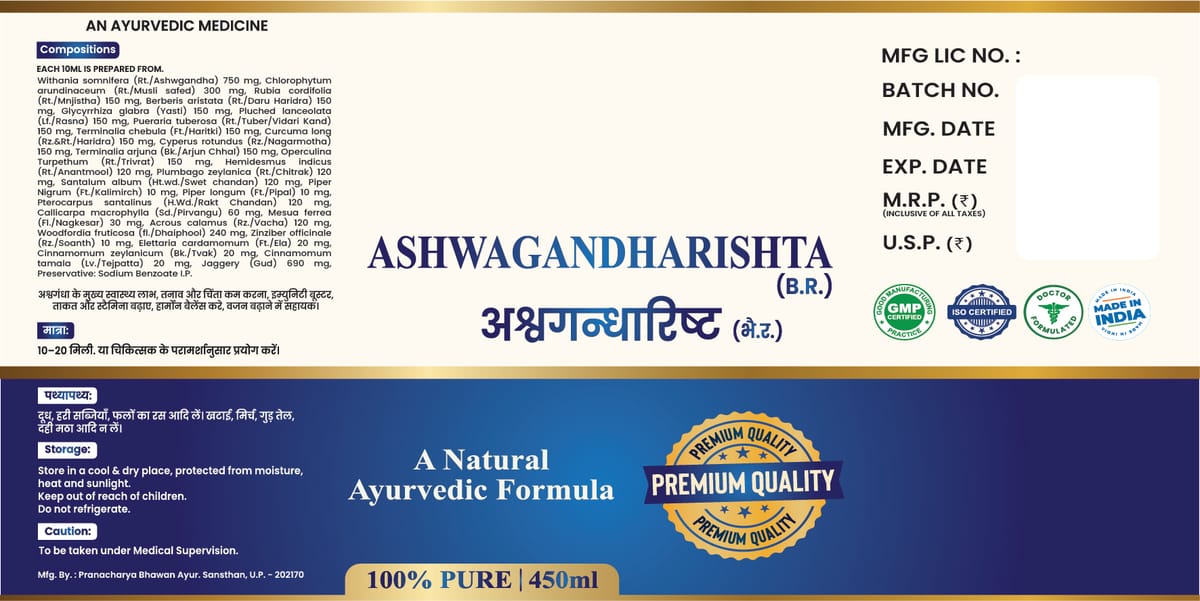 AN AYURVEDIC MEDICINE
Compositions
EACH 10ML IS PREPARED FROM.
Withania somnifera (Rt./Ashwgandha) 750 mg, Chlorophytum
arundinaceum (Rt./Musli safed) 300 mg, Rubia cordifolia
(Rt./Mnjistha) 150 mg, Berberis aristata (Rt./Daru Haridra) 150
mg, Glycyrrhiza glabra (Yasti) 150 mg, Pluched lanceolata
(Lf./Rasna) 150 mg, Pueraria tuberosa (Rt./Tuber/Vidari Kand)
150 mg, Terminalia chebula (Ft./Haritki) 150 mg, Curcuma long
(Rz.&Rt./Haridra) 150 mg, Cyperus rotundus (Rz./Nagarmotha)
150 mg, Terminalia arjuna (Bk./Arjun Chhal) 150 mg, Operculina
Turpethum (Rt./Trivrat) 150 mg, Hemidesmus indicus
(Rt./Anantmool) 120 mg, Plumbago zeylanica (Rt./Chitrak) 120
mg, Santalum album (Ht.wd./Swet chandan) 120 mg, Piper
Nigrum (Ft./Kalimirch) 10 mg, Piper longum (Ft./Pipal) 10 mg,
Pterocarpus santalinus (H.Wd./Rakt Chandan) 120 mg,
Callicarpa macrophylla (Sd./Pirvangu) 60 mg, Mesua ferrea
(Fl./Nagkesar) 30 mg, Acrous calamus (Rz./Vacha) 120 mg,
Woodfordia fruticosa (fl./Dhaiphool) 240 mg, Zinziber officinale
(Rz./Soanth) 10 mg, Elettaria cardamomum (Ft./Ela) 20 mg,
Cinnamomum zeylanicum (Bk./Tvak) 20 mg, Cinnamomum
tamala (Lv./Tejpatta) 20 mg, Jaggery (Gud) 690 mg,
Preservative: Sodium Benzoate I.P.
अश्वगंधा के मुख्य स्वास्थ्य लाभ, तनाव और चिंता कम करना, इम्युनिटी बूस्टर,
ताकत और स्टेमिना बढ़ाए, हार्मोन बैलेंस करे, वजन बढ़ाने में सहायक।
मात्रा:
10-20 मिली. या चिकित्सक के परामर्शानुसार प्रयोग करें।
पथ्यापथ्य:
दूध, हरी सब्जियाँ, फलों का रस आदि लें। खटाई, मिर्च, गुड़ तेल,
दही मठा आदि न लें।
Storage:
Store in a cool & dry place, protected from moisture,
heat and sunlight.
Keep out of reach of children.
Do not refrigerate.
Caution:
To be taken under Medical Supervision.
Mfg. By. : Pranacharya Bhawan Ayur. Sansthan, U.P. - 202170
ASHWAGANDHARISHTA
(B.R.)
अश्वगन्धारिष्ट (भै.र.)
A Natural
Ayurvedic Formula
PREMIUM QUALITY
PREMIUM QUALITY
PREMIUM QUALITY
100% PURE | 450ml
MFG LIC NO. :
BATCH NO.
MFG. DATE
EXP. DATE
M.R.P. (₹)
(INCLUSIVE OF ALL TAXES)
U.S.P. (₹)
GOOD MANUFACTURING
GMP
CERTIFIED
PRACTICE
ISO CERTIFIED
DOCTOR
FORMULATED
MADE IN INDIA
MADE IN
INDIA